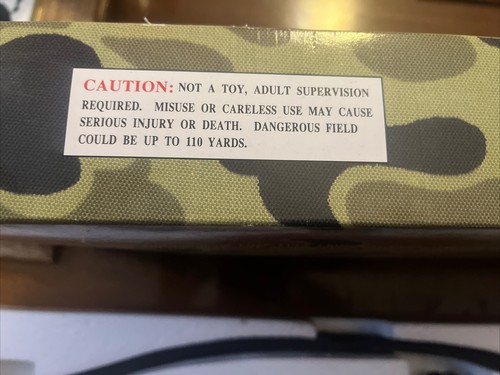 CAUTION: NOT A TOY, ADULT SUPERVISION
REQUIRED. MISUSE OR CARELESS USE MAY CAUSE
SERIOUS INJURY OR DEATH. DANGEROUS FIELD
COULD BE UP TO 110 YARDS.